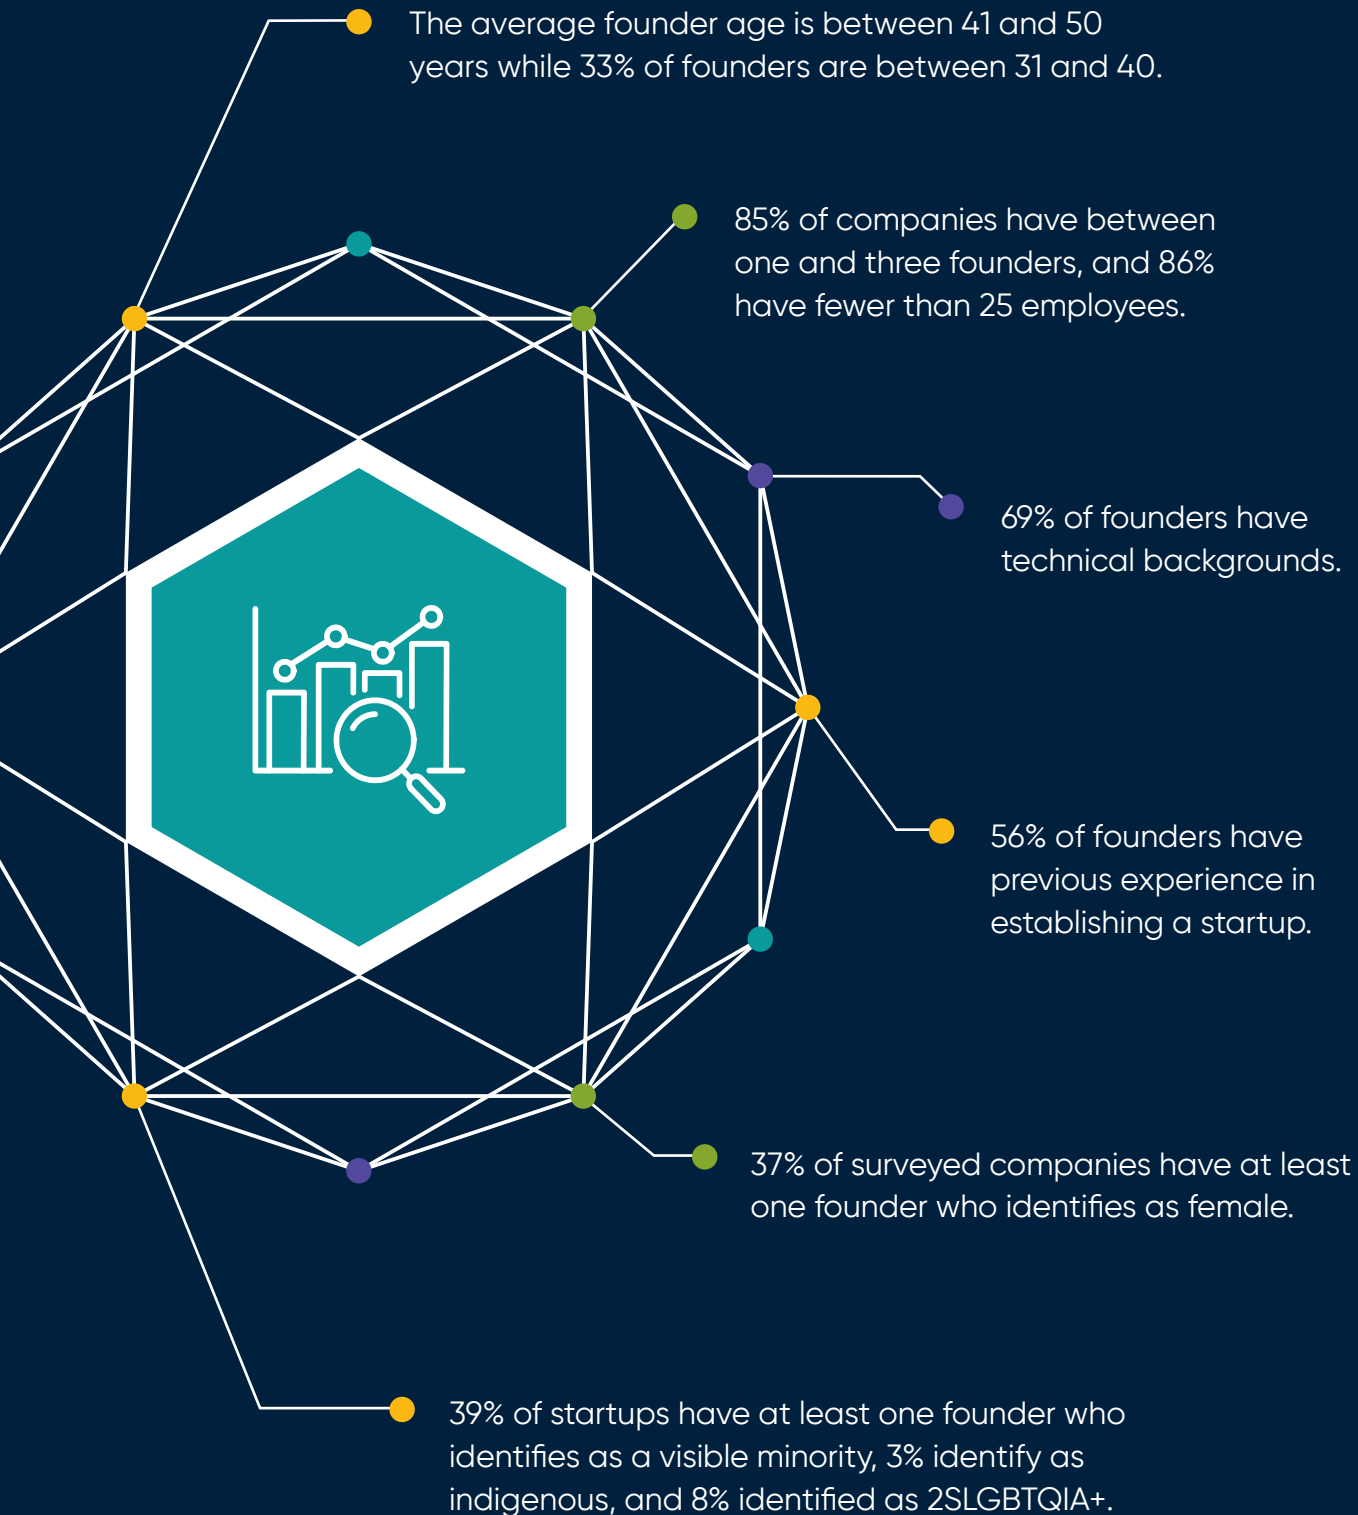 The average founder age is between 41 and 50
years while 33% of founders are between 31 and 40.
85% of companies have between
one and three founders, and 86%
have fewer than 25 employees.
69% of founders have
technical backgrounds.
56% of founders have
previous experience in
establishing a startup.
37% of surveyed companies have at least
one founder who identifies as female.
39% of startups have at least one founder who
identifies as a visible minority, 3% identify as
indigenous, and 8% identified as 2SLGBTQIA+.